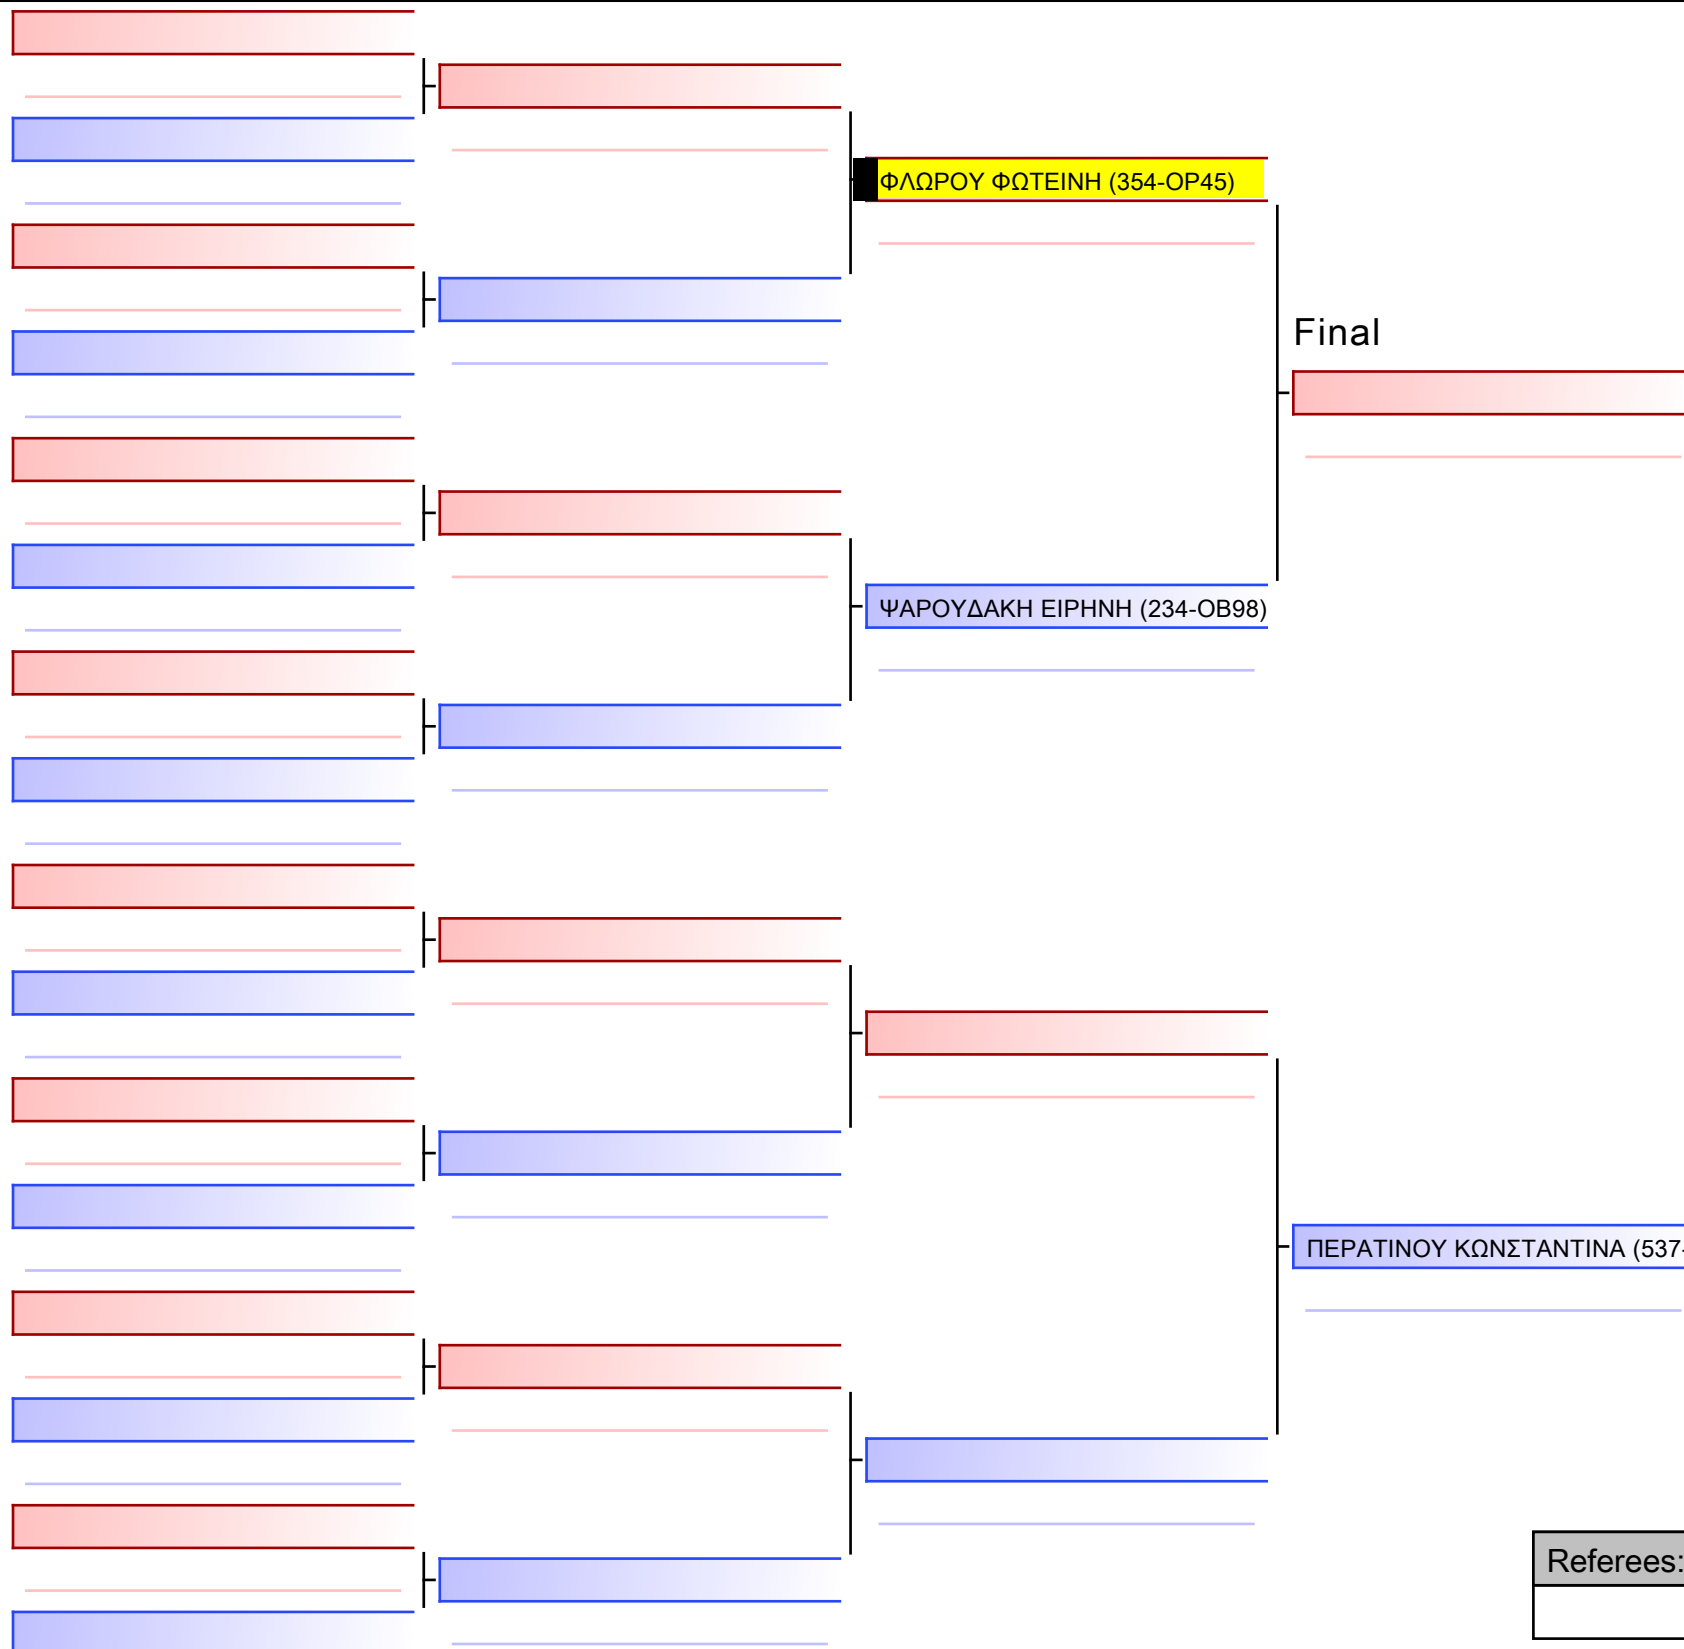 ΦΛΩΡΟΥ ΦΩΤΕΙΝΗ (354-ΟΡ45)
Final
ΨΑΡΟΥΔΑΚΗ ΕΙΡΗΝΗ (234-ΟΒ98)
ΠΕΡΑΤΙΝΟΥ ΚΩΝΣΤΑΝΤΙΝΑ (537-
Referees: